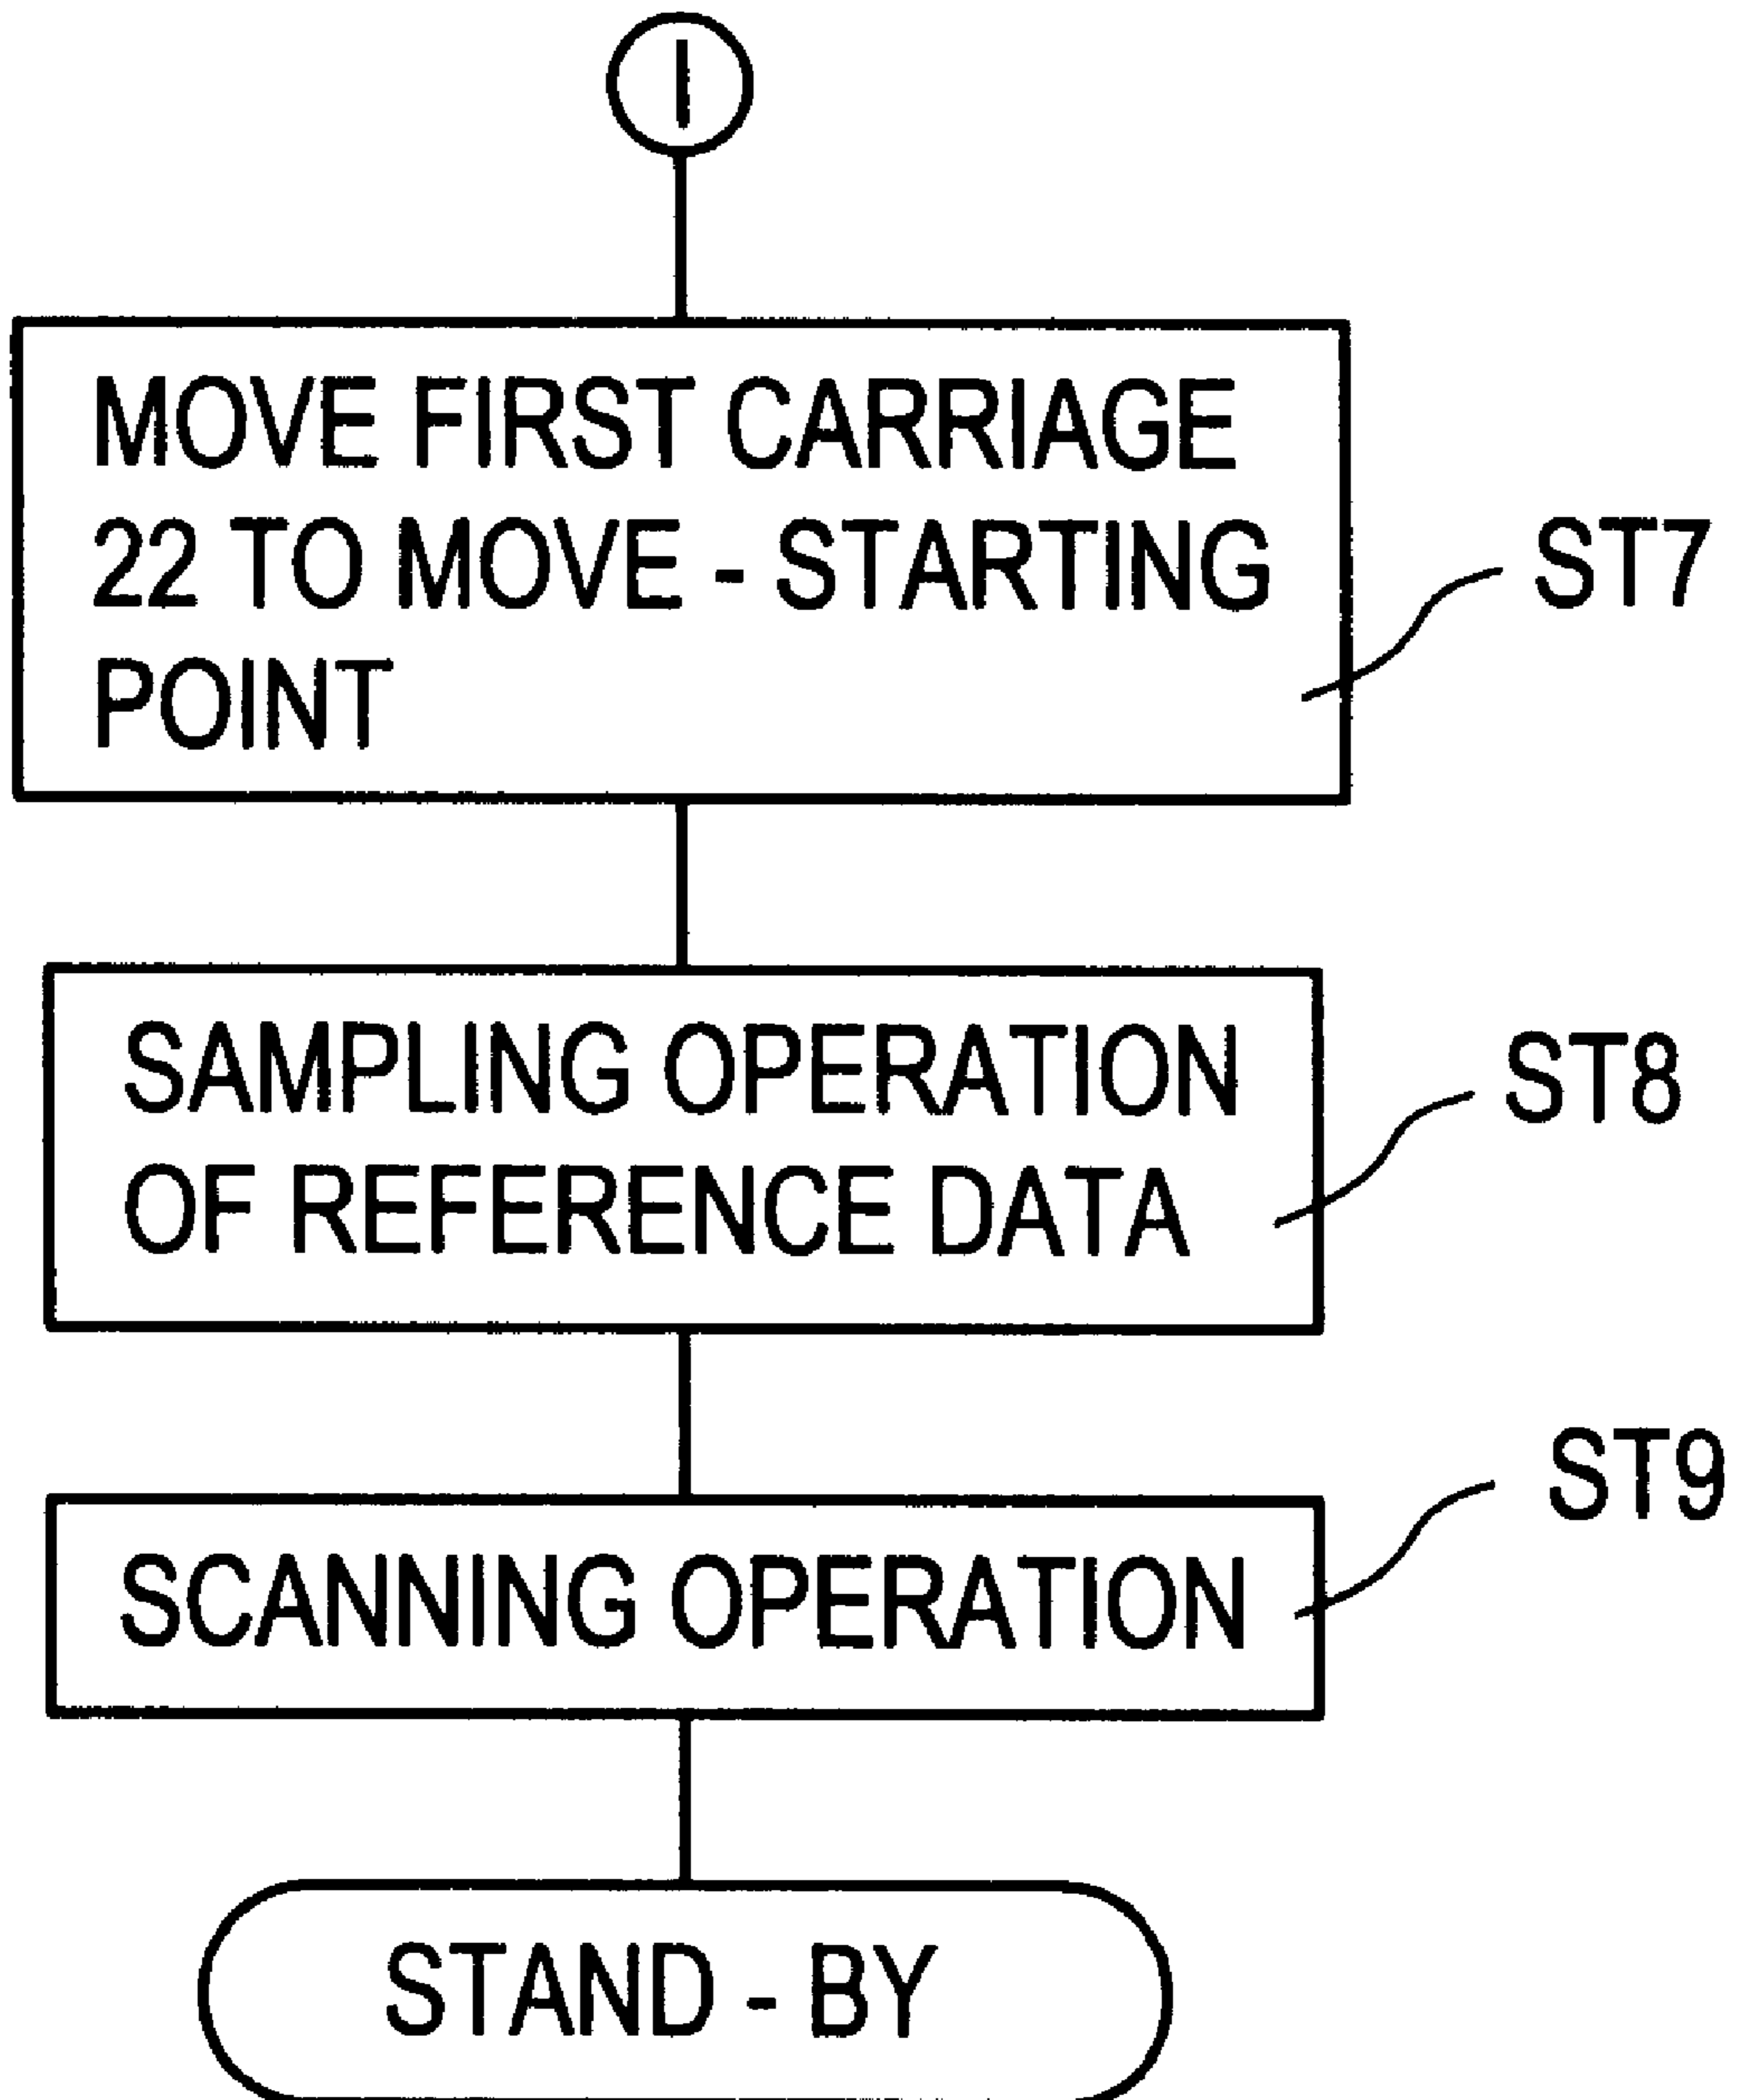 1
MOVE FIRST CARRIAGE
22 TO MOVE - STARTING
POINT
ST7
SAMPLING OPERATION
OF REFERENCE DATA
ST8
ST9
SCANNING OPERATION
STAND - BY